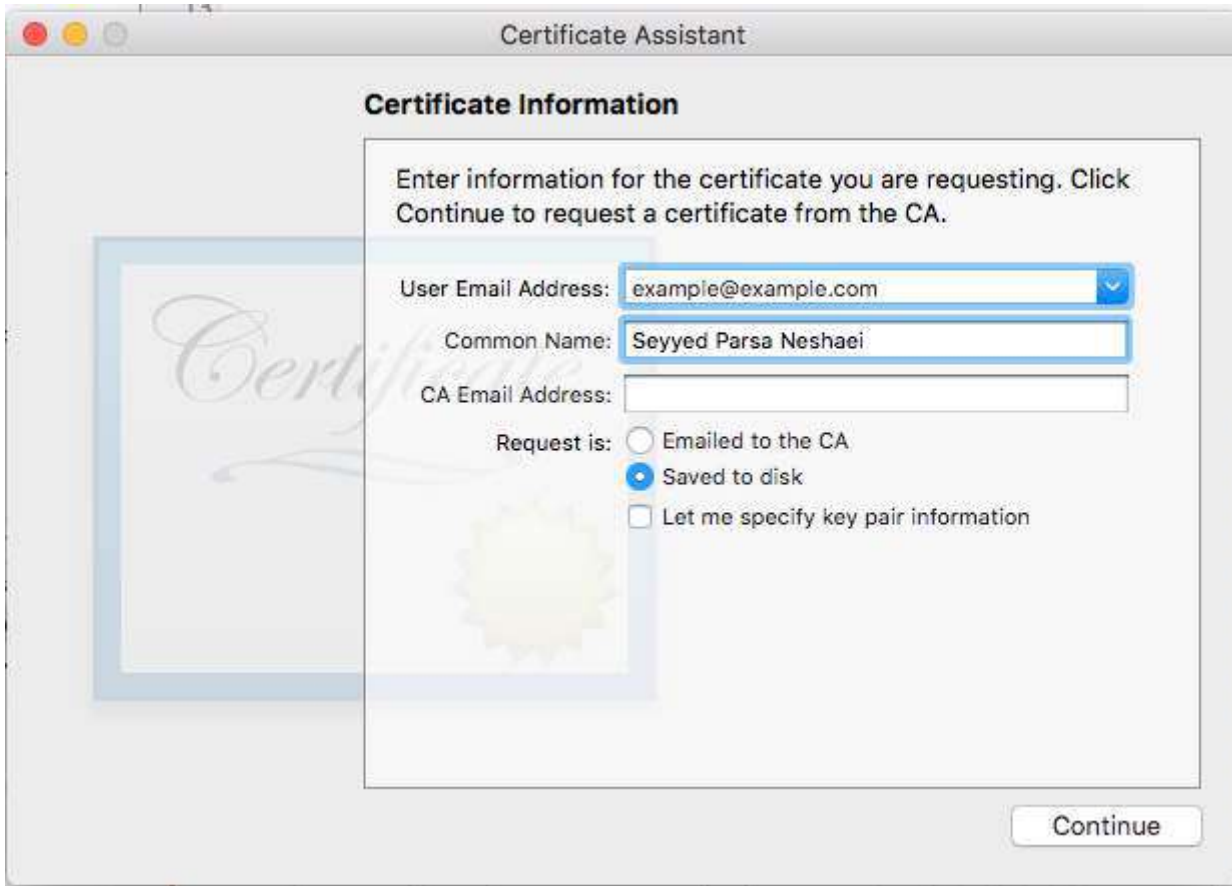 Certificate Assistant
Certificate Information
Enter information for the certificate you are requesting. Click
Continue to request a certificate from the CA.
User Email Address: example@example.com
Common Name: Seyyed Parsa Neshaei
CA Email Address:
Request is: Emailed to the CA
Saved to disk
Let me specify key pair information
Certificate
Continue